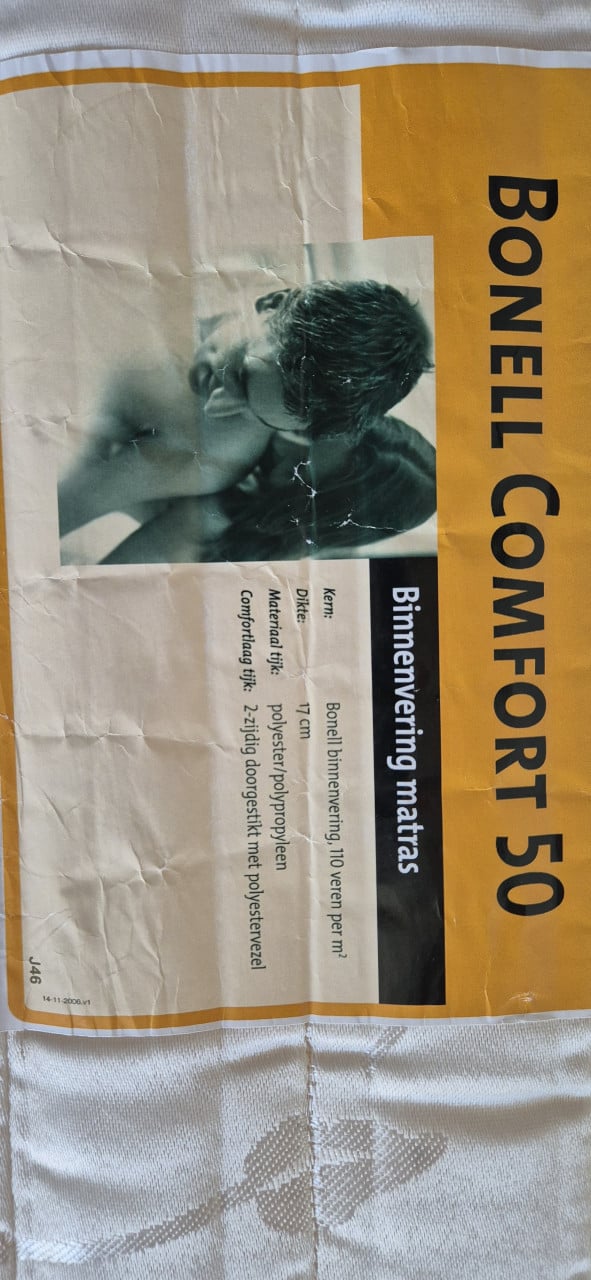 BONELL COMFORT 50
Binnenvering matras
Kern: Bonell binnenvering, 110 veren per m²
Dikte: 17 cm
Materiaal tijk: polyester/polypropyleen
Comfortlaag tijk: 2-zijdig doorgestikt met polyestervezel
J46
14-11-2006.v1